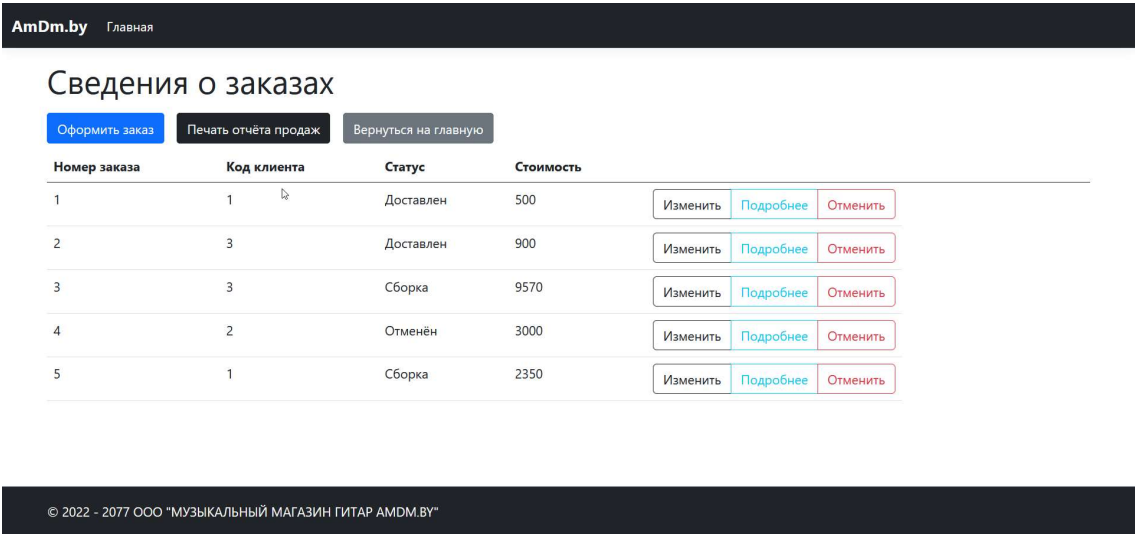 AmDm.by Главная
Сведения о заказах
Оформить заказ Печать отчёта продаж Вернуться на главную
Номер заказа Код клиента Статус Стоимость
1 1 Доставлен 500 Изменить Подробнее Отменить
2 3 Доставлен 900 Изменить Подробнее Отменить
3 3 Сборка 9570 Изменить Подробнее Отменить
4 2 Отменён 3000 Изменить Подробнее Отменить
5 1 Сборка 2350 Изменить Подробнее Отменить
© 2022 - 2077 ООО "МУЗЫКАЛЬНЫЙ МАГАЗИН ГИТАР AMDM.BY"